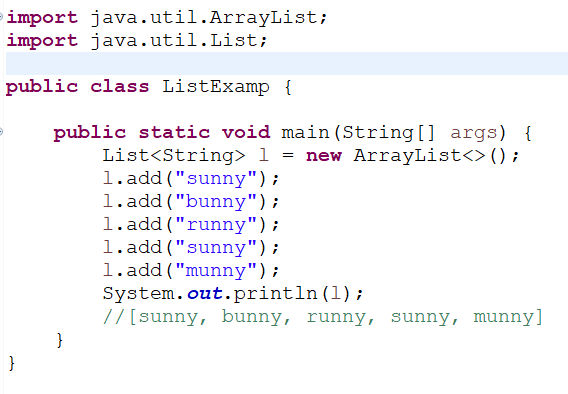 import java.util.ArrayList;
import java.util.List;
public class ListExamp {
public static void main(String[] args) {
List<String> l = new ArrayList<>();
l.add("sunny");
l.add("bunny");
l.add("runny");
l.add("sunny");
l.add("munny");
System.out.println(l);
//[sunny, bunny, runny, sunny, munny]
}
}